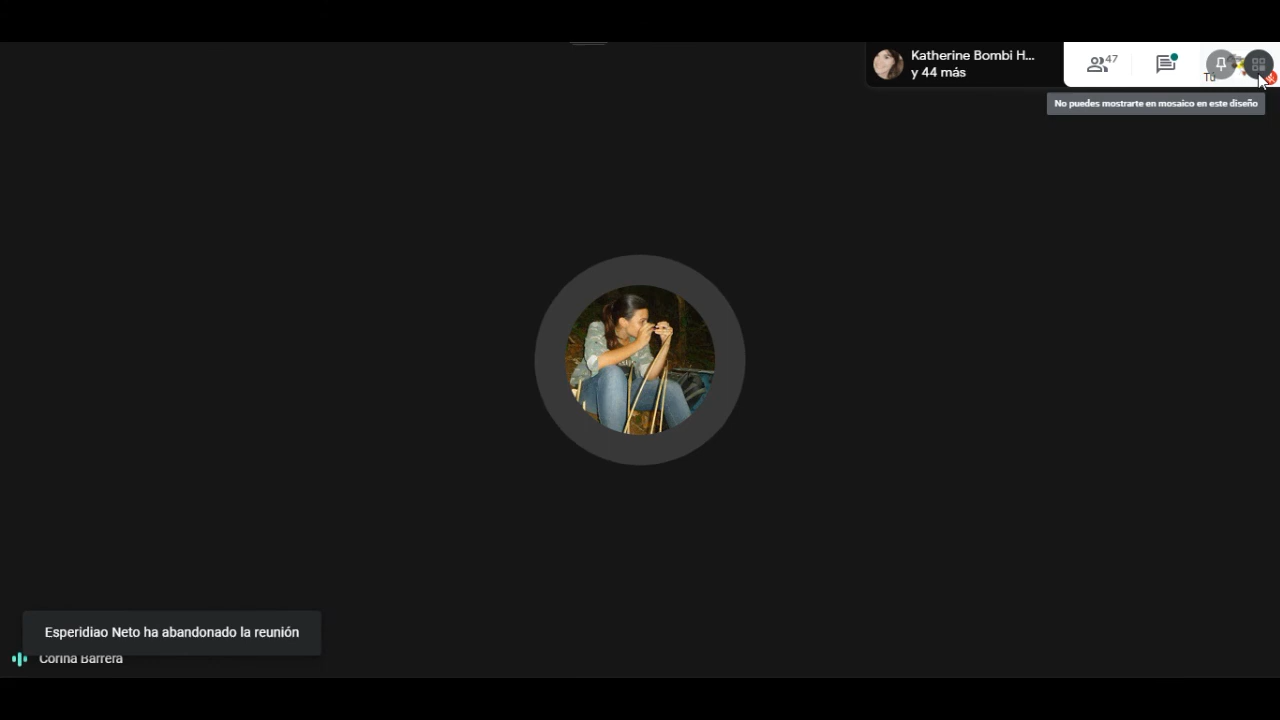 Katherine Bombi H...
y 44 más
47
Tú
No puedes mostrarte en mosaico en este diseño
Esperidiao Neto ha abandonado la reunión
Corina Barrera